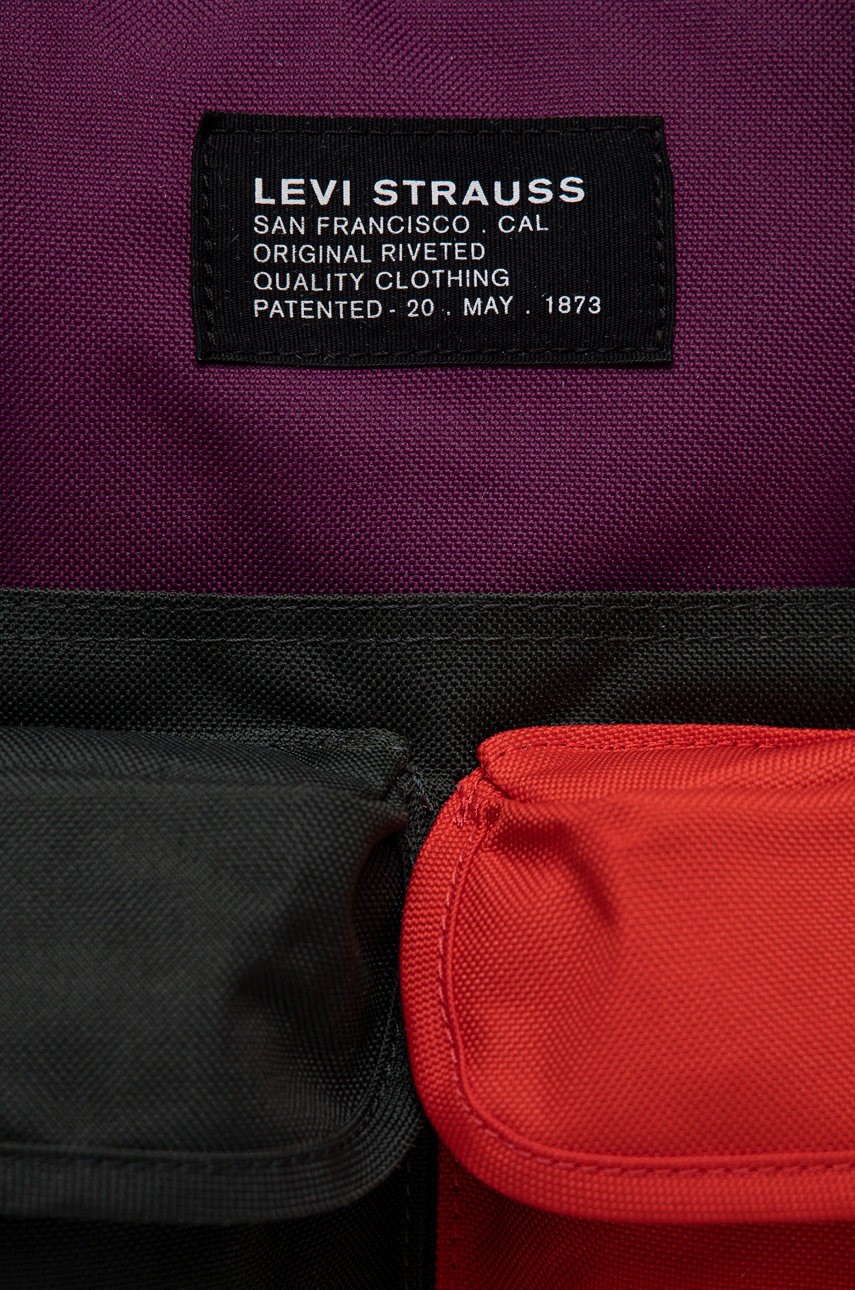 LEVI STRAUSS
SAN FRANCISCO . CAL
ORIGINAL RIVETED
QUALITY CLOTHING
PATENTED - 20 . MAY . 1873